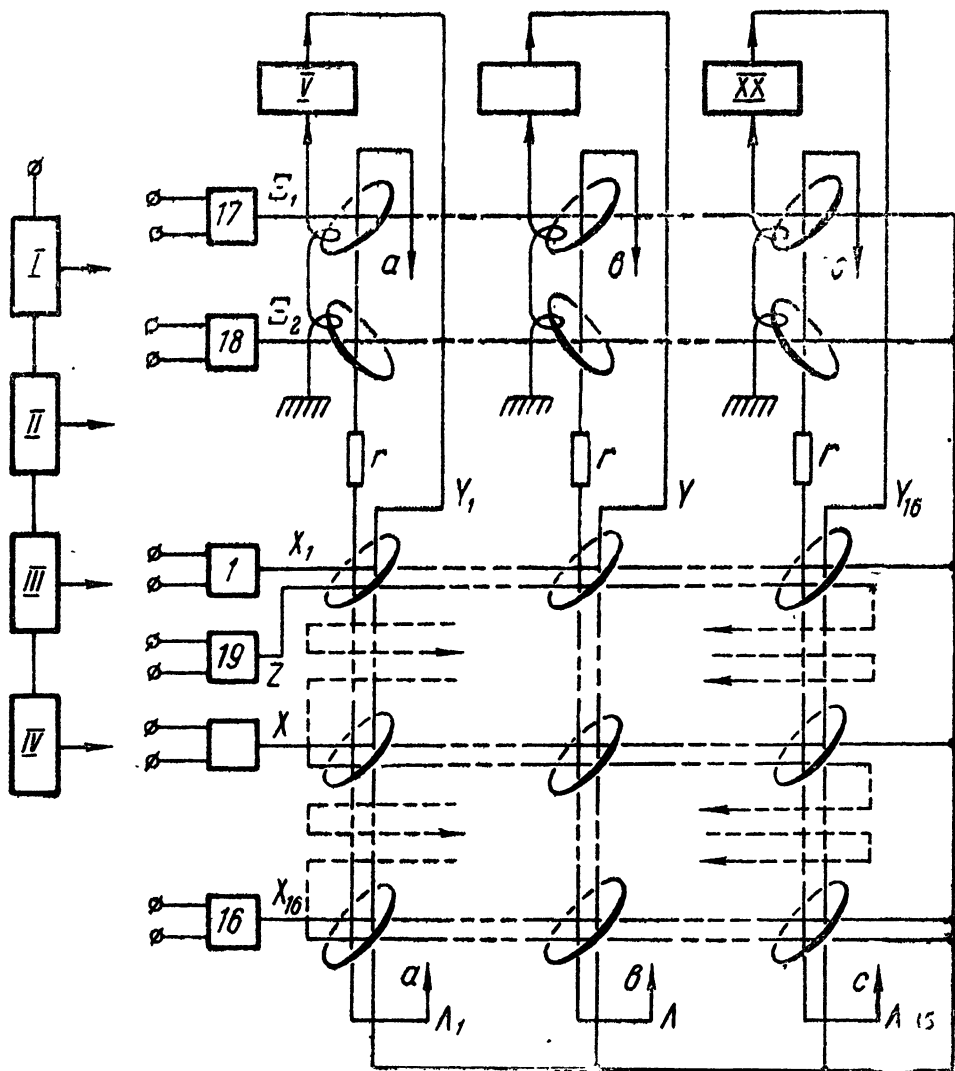 V
XX
17
Ξ₁
I
a
в
c
18
Ξ₂
II
r
r
r
Y₁
Y
Y₁₆
1
X₁
III
19
Z
IV
X
16
X₁₆
a
в
c
Λ₁
Λ